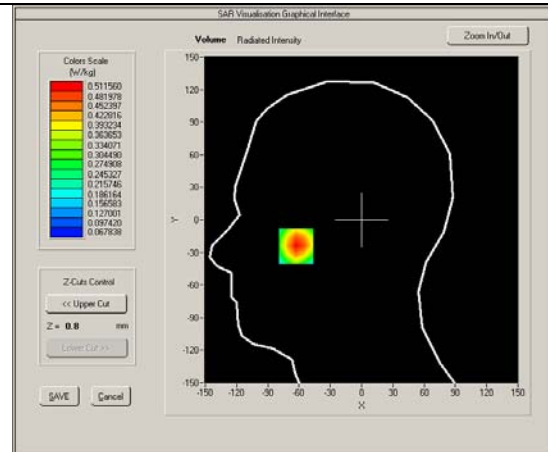 SAR Visualisation Graphical Interface
Volume Radiated Intensity
Zoom In/Out
Colors Scale
(W/kg)
0.511560
0.481978
0.452397
0.422816
0.393234
0.363653
0.334071
0.304490
0.274908
0.245327
0.215746
0.186164
0.156583
0.127001
0.097420
0.067838
Z-Cuts Control
<< Upper Cut
Z = 0.8 mm
Lower Cut >>
SAVE Cancel
150-
120-
90-
60-
30-
0-
-30-
-60-
-90-
-120-
-150-
Y
-150 -120 -90 -60 -30 0 30 60 90 120 150
X